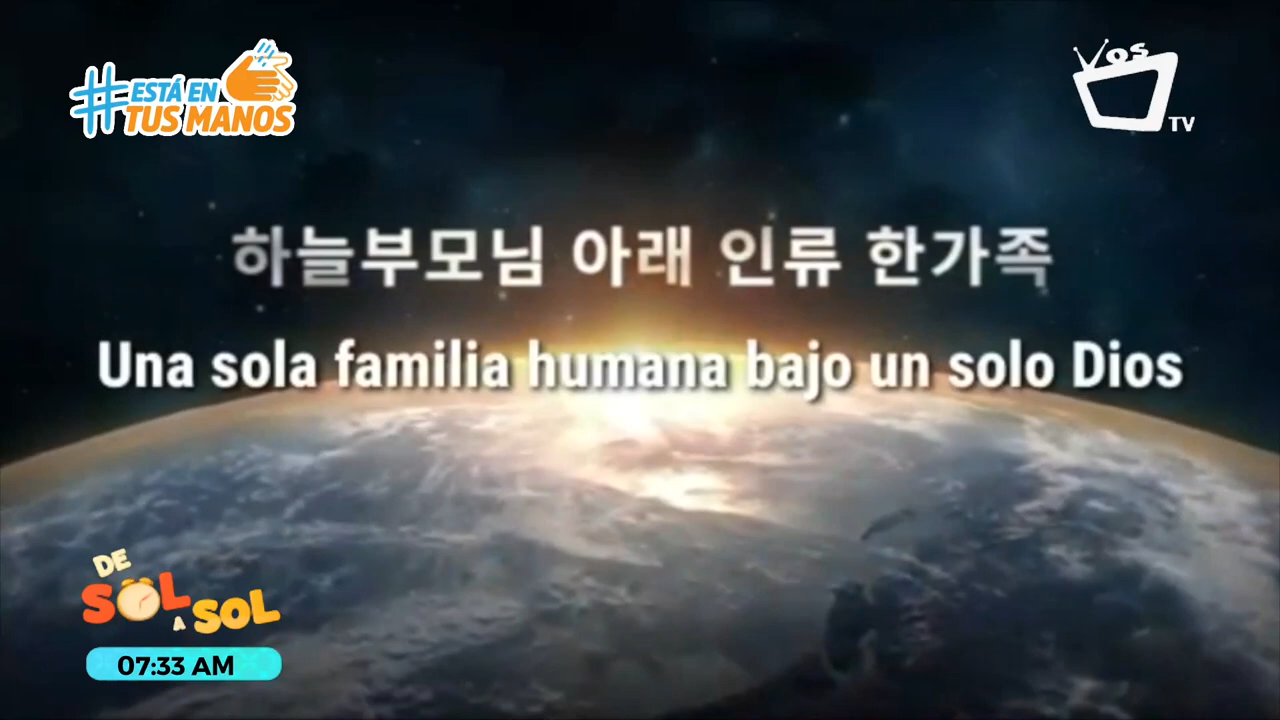 #ESTÁ EN
TUS MANOS
VOS
TV
하늘부모님 아래 인류 한가족
Una sola familia humana bajo un solo Dios
DE
SOL
A SOL
07:33 AM